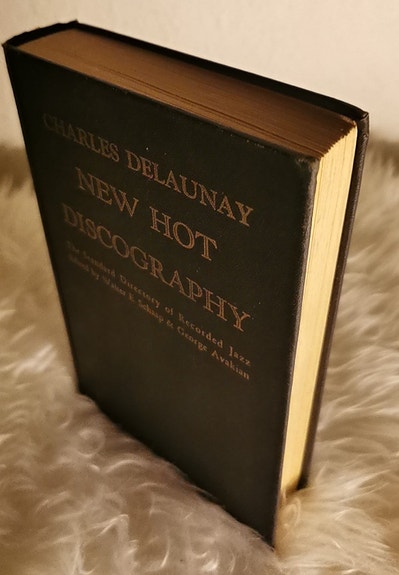 CHARLES DELAUNAY
NEW HOT
DISCOGRAPHY
The Standard Directory of Recorded Jazz
Edited by Walter E. Schaap & George Avakian